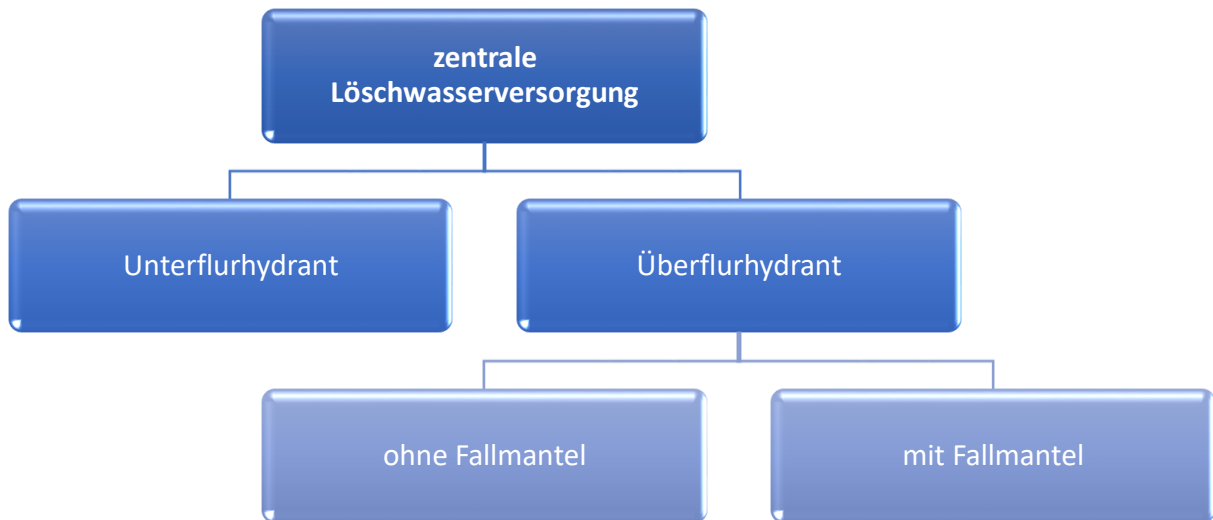 zentrale
Löschwasserversorgung
Unterflurhydrant
Überflurhydrant
ohne Fallmantel
mit Fallmantel